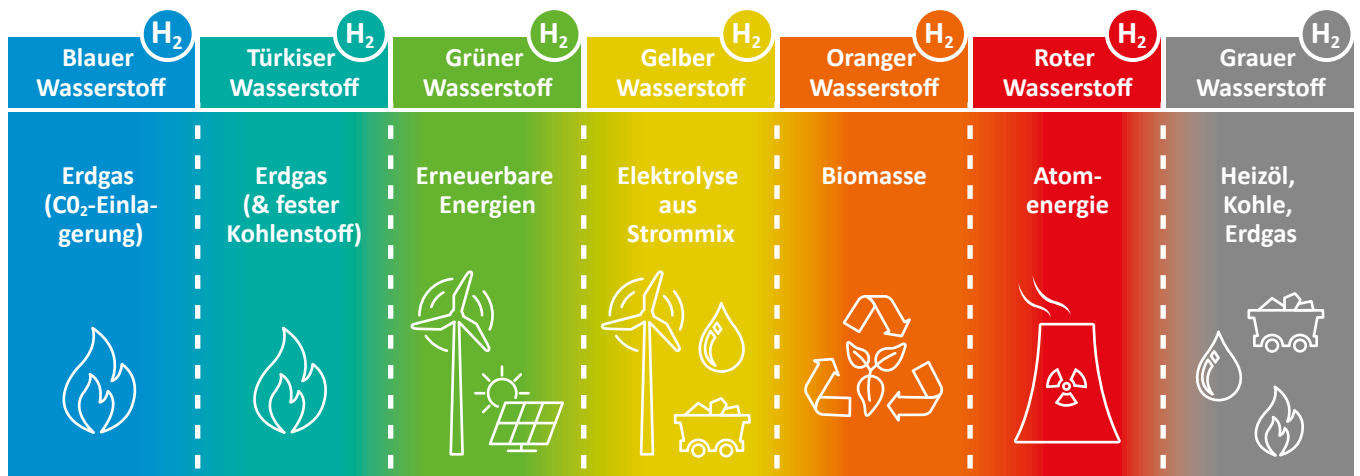 H₂
Blauer
Wasserstoff
Erdgas
(C0₂-Einla-
gerung)
H₂
Türkiser
Wasserstoff
Erdgas
(& fester
Kohlenstoff)
H₂
Grüner
Wasserstoff
Erneuerbare
Energien
H₂
Gelber
Wasserstoff
Elektrolyse
aus
Strommix
H₂
Oranger
Wasserstoff
Biomasse
H₂
Roter
Wasserstoff
Atom-
energie
H₂
Grauer
Wasserstoff
Heizöl,
Kohle,
Erdgas